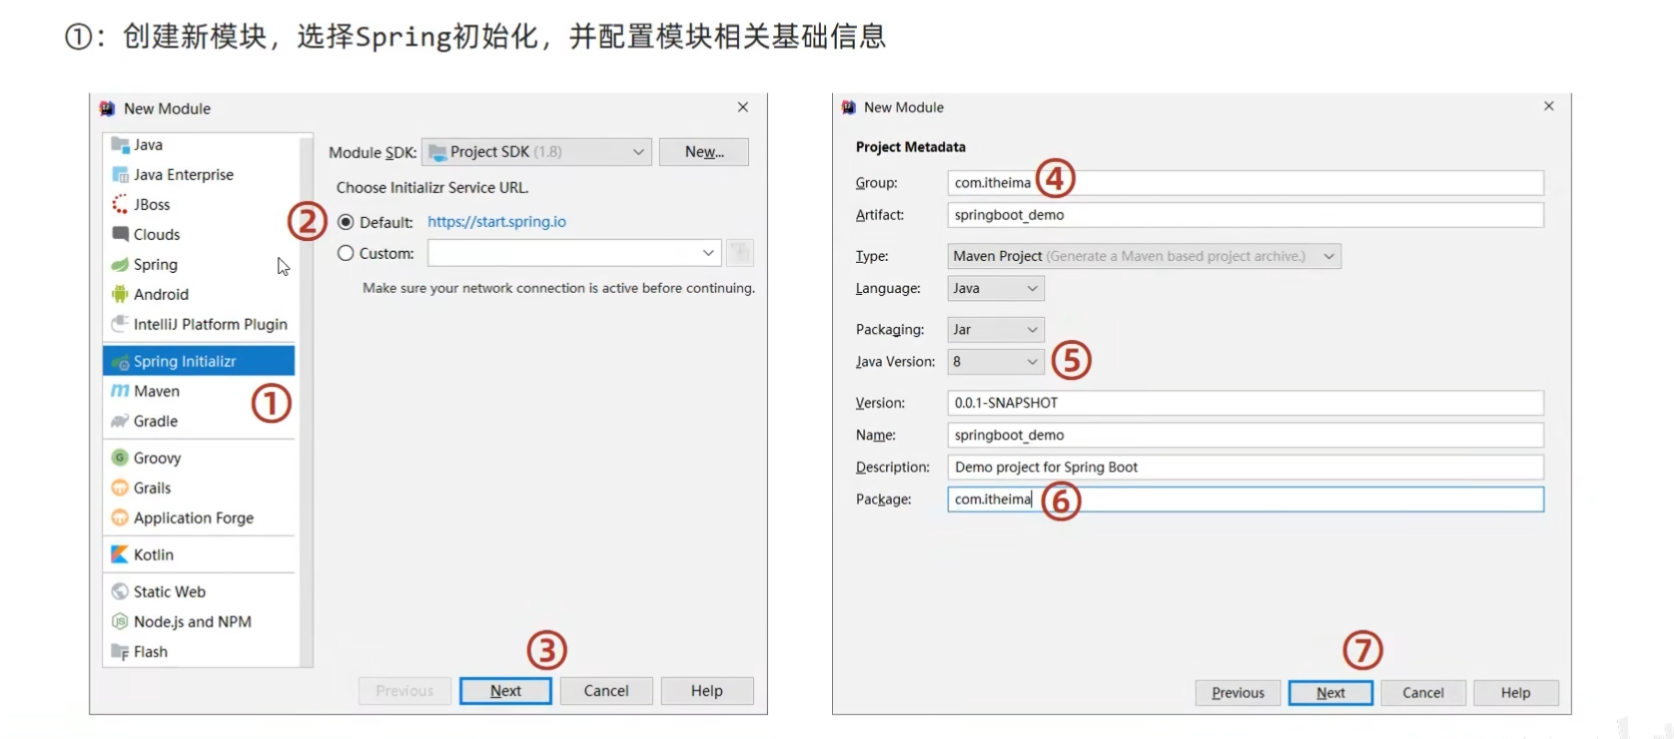 ①：创建新模块，选择Spring初始化，并配置模块相关基础信息
New Module
Java
Java Enterprise
JBoss
Clouds
Spring
Android
IntelliJ Platform Plugin
Spring Initializr
Maven
①
Gradle
Groovy
Grails
Application Forge
Kotlin
Static Web
Node.js and NPM
Flash
Module SDK: Project SDK (1.8) New...
Choose Initializr Service URL.
② Default: https://start.spring.io
Custom:
Make sure your network connection is active before continuing.
③
Previous Next Cancel Help
New Module
Project Metadata
Group: com.itheima ④
Artifact: springboot_demo
Type: Maven Project (Generate a Maven based project archive.)
Language: Java
Packaging: Jar
Java Version: 8 ⑤
Version: 0.0.1-SNAPSHOT
Name: springboot_demo
Description: Demo project for Spring Boot
Package: com.itheima ⑥
⑦
Previous Next Cancel Help